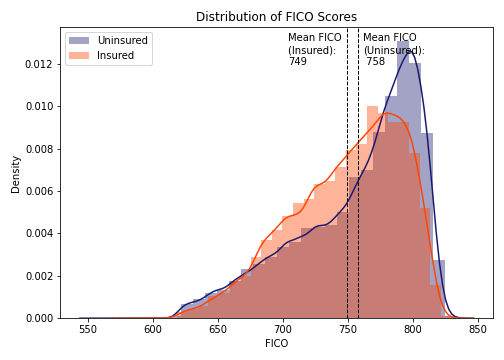 Distribution of FICO Scores
Uninsured
Insured
Mean FICO
(Insured):
749
Mean FICO
(Uninsured):
758
Density
0.012
0.010
0.008
0.006
0.004
0.002
0.000
550
600
650
700
750
800
850
FICO